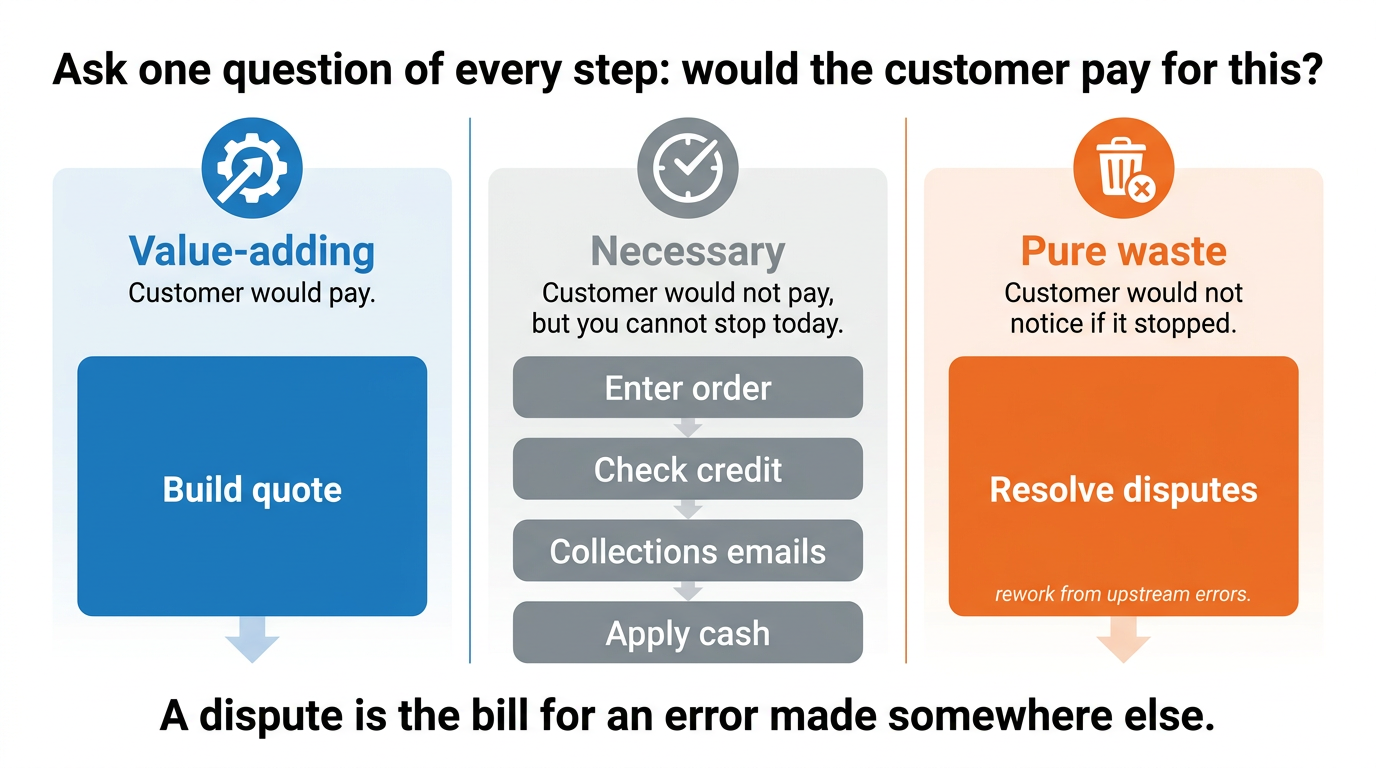 Ask one question of every step: would the customer pay for this?
Value-adding
Customer would pay.
Build quote
Necessary
Customer would not pay,
but you cannot stop today.
Enter order
Check credit
Collections emails
Apply cash
Pure waste
Customer would not
notice if it stopped.
Resolve disputes
rework from upstream errors.
A dispute is the bill for an error made somewhere else.